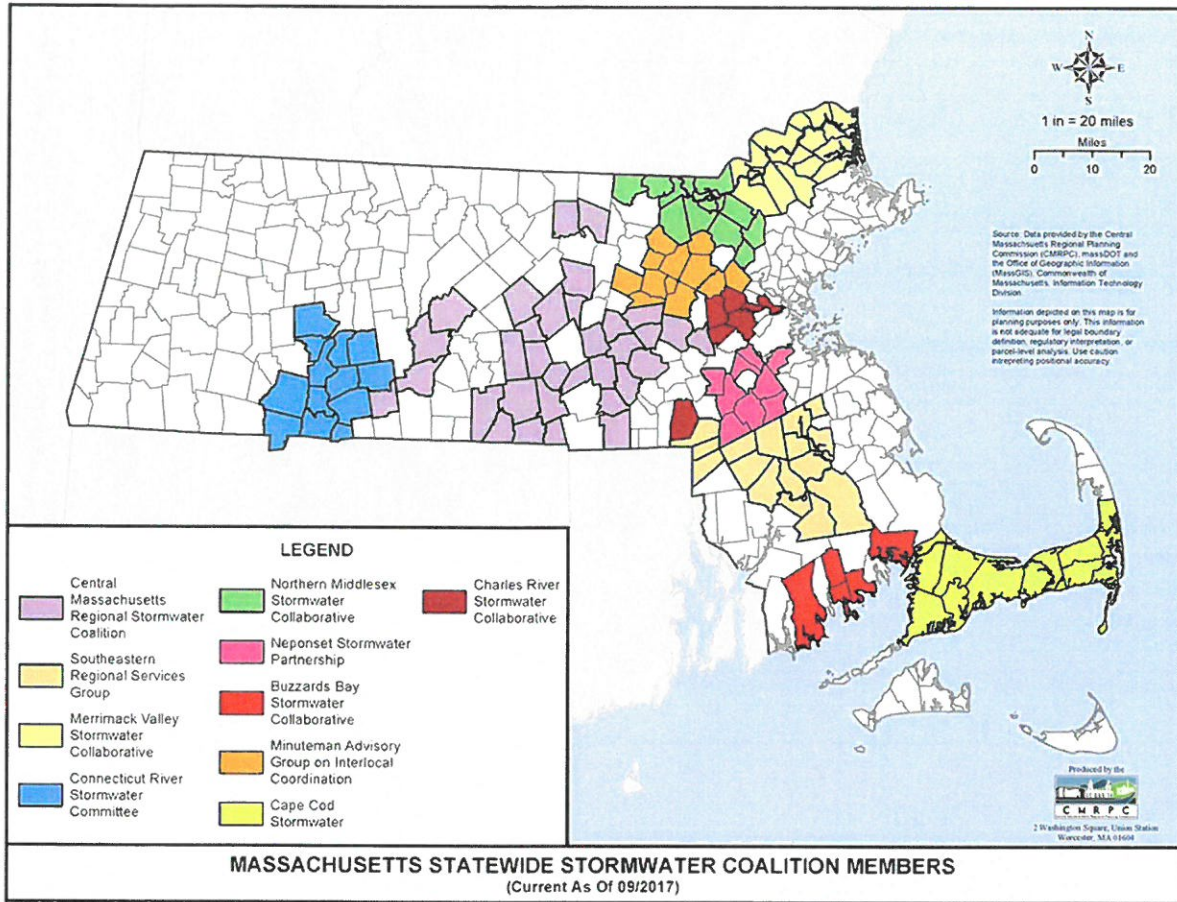 N
W E
S
1 in = 20 miles
Miles
0 10 20
Source: Data provided by the Central
Massachusetts Regional Planning
Commission (CMRPC), massDOT and
the Office of Geographic Information
(MassGIS), Commonwealth of
Massachusetts, Information Technology
Division.
Information depicted on this map is for
planning purposes only. This information
is not adequate for legal boundary
definition, regulatory interpretation, or
parcel-level analysis. Use caution
intrepreting positional accuracy.
LEGEND
Central
Massachusetts
Regional Stormwater
Coalition
Southeastern
Regional Services
Group
Merrimack Valley
Stormwater
Collaborative
Connecticut River
Stormwater
Committee
Northern Middlesex
Stormwater
Collaborative
Neponset Stormwater
Partnership
Buzzards Bay
Stormwater
Collaborative
Minuteman Advisory
Group on Interlocal
Coordination
Cape Cod
Stormwater
Charles River
Stormwater
Collaborative
Produced by the
CMRPC
2 Washington Square, Union Station
Worcester, MA 01604
MASSACHUSETTS STATEWIDE STORMWATER COALITION MEMBERS
(Current As Of 09/2017)